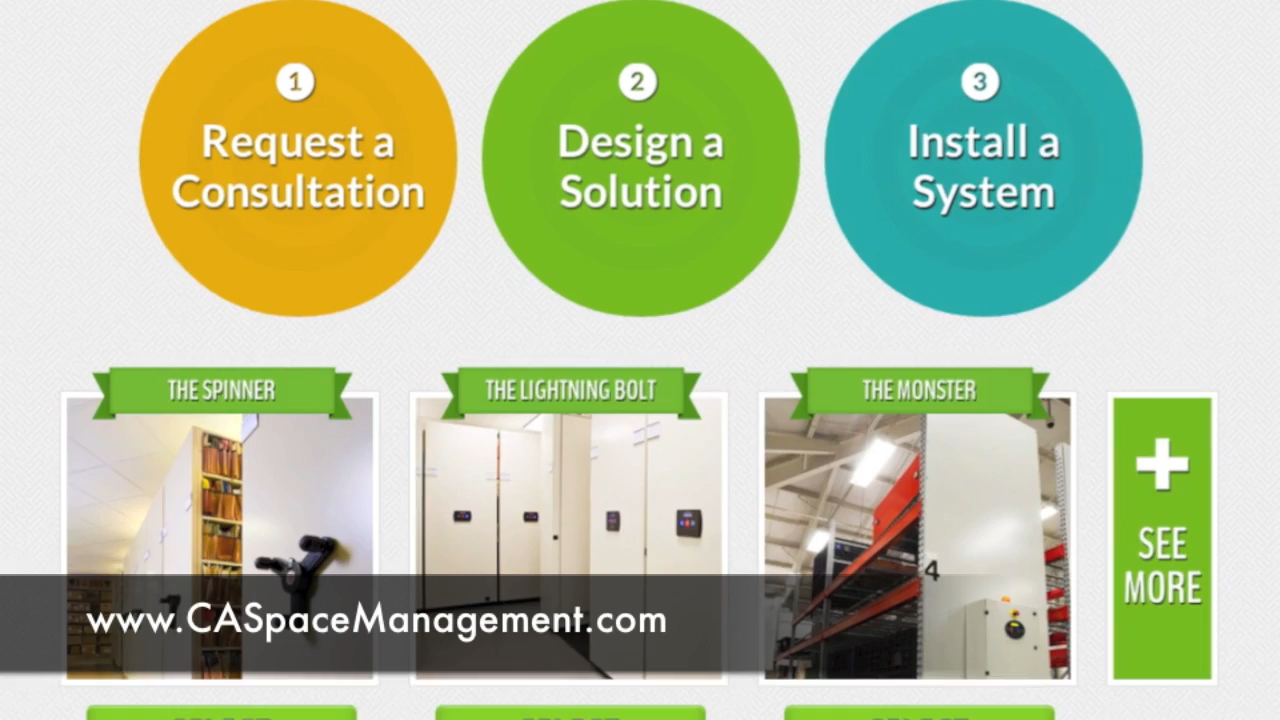 1
Request a
Consultation
2
Design a
Solution
3
Install a
System
THE SPINNER
THE LIGHTNING BOLT
THE MONSTER
+
SEE
MORE
4
www.CASpaceManagement.com